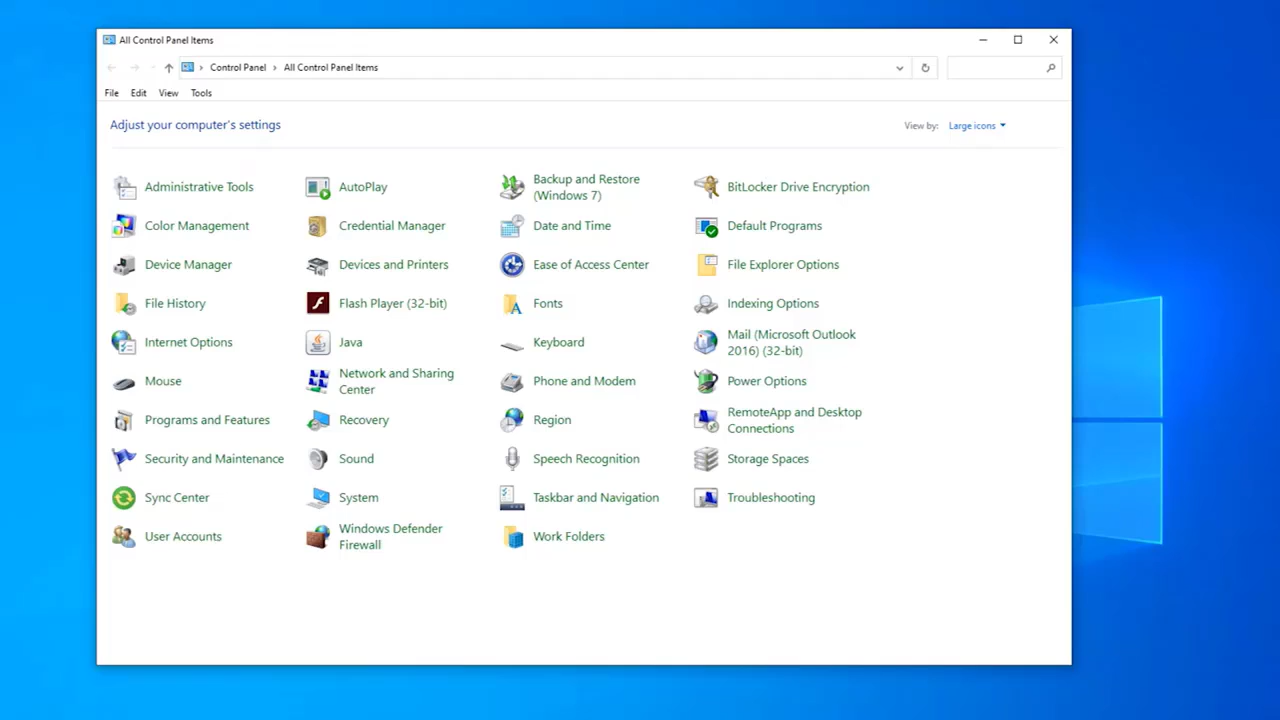 All Control Panel Items
Control Panel › All Control Panel Items
File Edit View Tools
Adjust your computer's settings
View by: Large icons
Administrative Tools
AutoPlay
Backup and Restore
(Windows 7)
BitLocker Drive Encryption
Color Management
Credential Manager
Date and Time
Default Programs
Device Manager
Devices and Printers
Ease of Access Center
File Explorer Options
File History
Flash Player (32-bit)
Fonts
Indexing Options
Internet Options
Java
Keyboard
Mail (Microsoft Outlook
2016) (32-bit)
Mouse
Network and Sharing
Center
Phone and Modem
Power Options
Programs and Features
Recovery
Region
RemoteApp and Desktop
Connections
Security and Maintenance
Sound
Speech Recognition
Storage Spaces
Sync Center
System
Taskbar and Navigation
Troubleshooting
User Accounts
Windows Defender
Firewall
Work Folders